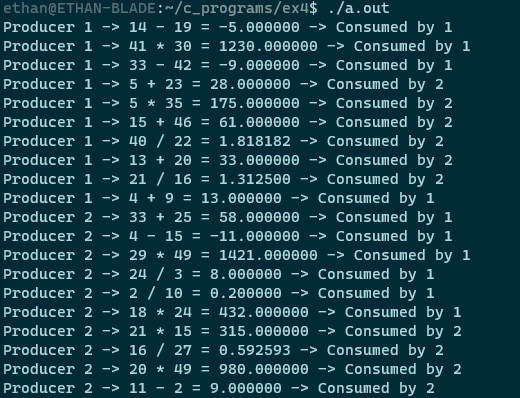 ethan@ETHAN-BLADE:~/c_programs/ex4$ ./a.out
Producer 1 -> 14 - 19 = -5.000000 -> Consumed by 1
Producer 1 -> 41 * 30 = 1230.000000 -> Consumed by 1
Producer 1 -> 33 - 42 = -9.000000 -> Consumed by 1
Producer 1 -> 5 + 23 = 28.000000 -> Consumed by 2
Producer 1 -> 5 * 35 = 175.000000 -> Consumed by 2
Producer 1 -> 15 + 46 = 61.000000 -> Consumed by 2
Producer 1 -> 40 / 22 = 1.818182 -> Consumed by 2
Producer 1 -> 13 + 20 = 33.000000 -> Consumed by 2
Producer 1 -> 21 / 16 = 1.312500 -> Consumed by 2
Producer 1 -> 4 + 9 = 13.000000 -> Consumed by 1
Producer 2 -> 33 + 25 = 58.000000 -> Consumed by 1
Producer 2 -> 4 - 15 = -11.000000 -> Consumed by 1
Producer 2 -> 29 * 49 = 1421.000000 -> Consumed by 1
Producer 2 -> 24 / 3 = 8.000000 -> Consumed by 1
Producer 2 -> 2 / 10 = 0.200000 -> Consumed by 1
Producer 2 -> 18 * 24 = 432.000000 -> Consumed by 1
Producer 2 -> 21 * 15 = 315.000000 -> Consumed by 2
Producer 2 -> 16 / 27 = 0.592593 -> Consumed by 2
Producer 2 -> 20 * 49 = 980.000000 -> Consumed by 2
Producer 2 -> 11 - 2 = 9.000000 -> Consumed by 2